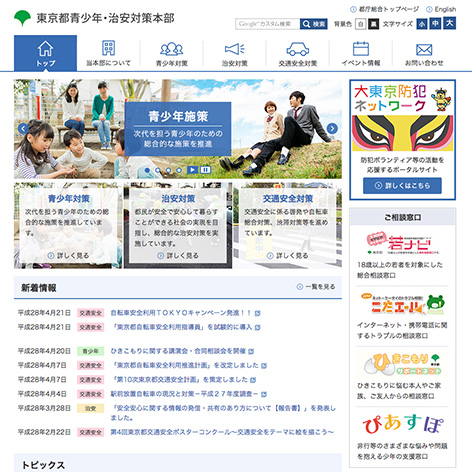 都庁総合トップページ
English
東京都青少年・治安対策本部
Google™カスタム検索
検索
背景色 白 黒 文字サイズ 小 中 大
トップ
当本部について
青少年対策
治安対策
交通安全対策
イベント情報
お問い合わせ
青少年施策
次代を担う青少年のための
総合的な施策を推進
大東京防犯
ネットワーク
防犯ボランティア等の活動を
応援するポータルサイト
詳しくはこちら
青少年対策
次代を担う青少年のための総
合的な施策を推進していま
す。
詳しく見る
治安対策
都民が安全で安心して暮らす
ことができる社会の実現を目
指し、総合的な治安対策を
実施しています。
詳しく見る
交通安全対策
交通安全に係る啓発や自転車
総合対策、渋滞対策等を進め
ています。
詳しく見る
ご相談窓口
若ナビ
18歳以上の若者を対象にした
総合相談窓口
こたエール
インターネット・携帯電話に関
するトラブルの相談窓口
ひきこもり
サポートネット
ひきこもりに悩む本人やご家
族、ご友人からの相談窓口
ぴあすぽ
非行等のさまざまな悩みや問題
を抱える少年の支援窓口
新着情報
一覧を見る
平成28年4月21日 交通安全 自転車安全利用TOKYOキャンペーン発進！！
平成28年4月21日 交通安全 「東京都自転車安全利用指導員」を試験的に導入
平成28年4月20日 青少年 ひきこもりに関する講演会・合同相談会を開催
平成28年4月7日 交通安全 「東京都自転車安全利用推進計画」を改定しました
平成28年4月7日 交通安全 「第10次東京都交通安全計画」を策定しました
平成28年4月4日 交通安全 駅前放置自転車の現況と対策－平成27年度調査－
平成28年3月28日 治安 「安全安心に関する情報の発信・共有のあり方について【報告書】」を発表し
ました。
平成28年2月22日 交通安全 第4回東京都交通安全ポスターコンクール～交通安全をテーマに絵を描こう～
トピックス